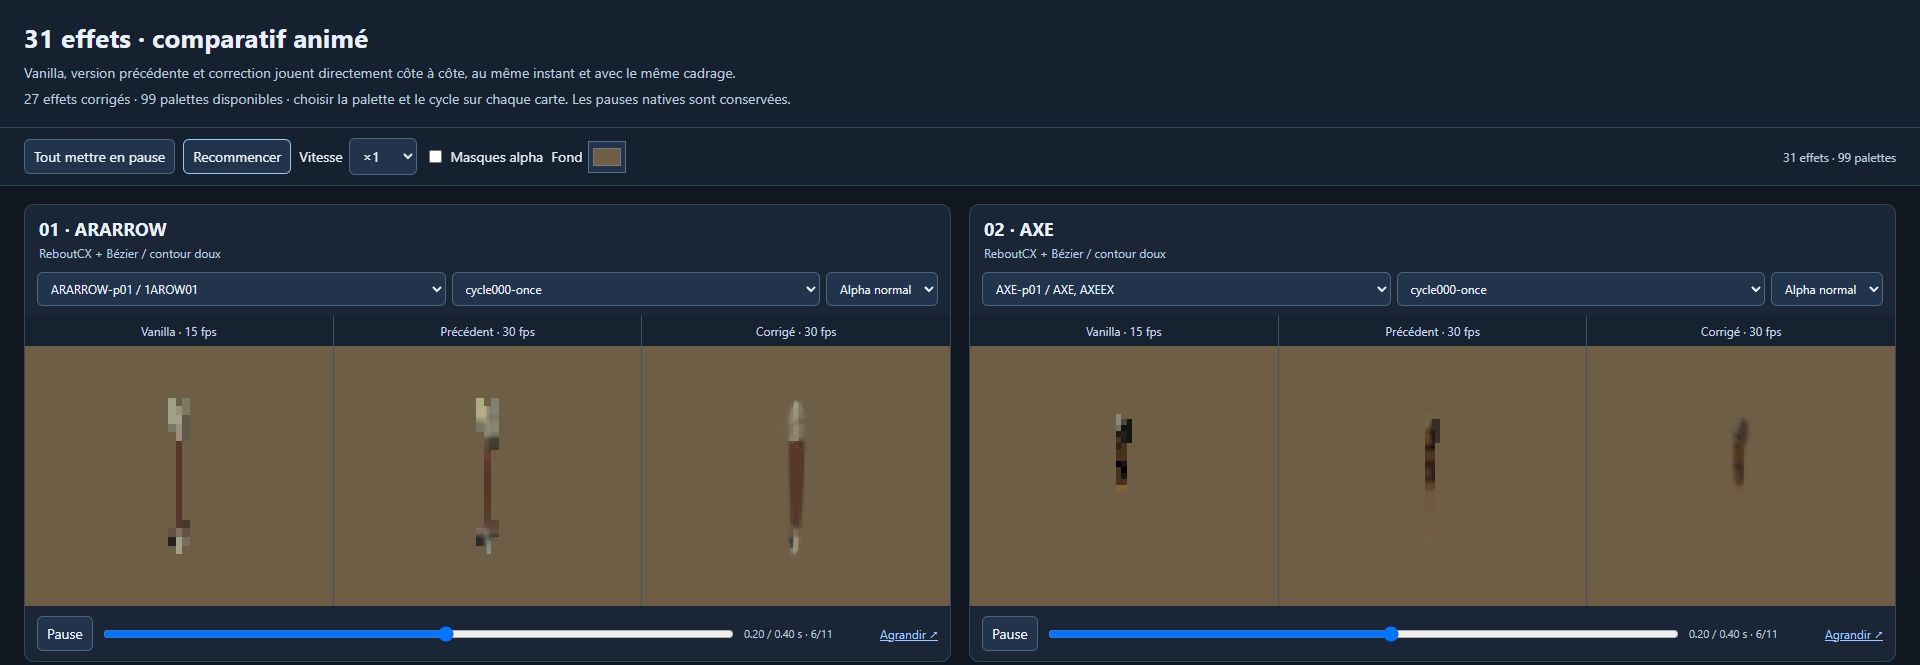 31 effets · comparatif animé
Vanilla, version précédente et correction jouent directement côte à côte, au même instant et avec le même cadrage.
27 effets corrigés · 99 palettes disponibles · choisir la palette et le cycle sur chaque carte. Les pauses natives sont conservées.
Tout mettre en pause Recommencer Vitesse ×1 Masques alpha Fond 31 effets · 99 palettes
01 · ARARROW
ReboutCX + Bézier / contour doux
ARARROW-p01 / 1AROW01 cycle000-once Alpha normal
Vanilla · 15 fps Précédent · 30 fps Corrigé · 30 fps
Pause 0.20 / 0.40 s · 6/11 Agrandir ↗
02 · AXE
ReboutCX + Bézier / contour doux
AXE-p01 / AXE, AXEEX cycle000-once Alpha normal
Vanilla · 15 fps Précédent · 30 fps Corrigé · 30 fps
Pause 0.20 / 0.40 s · 6/11 Agrandir ↗